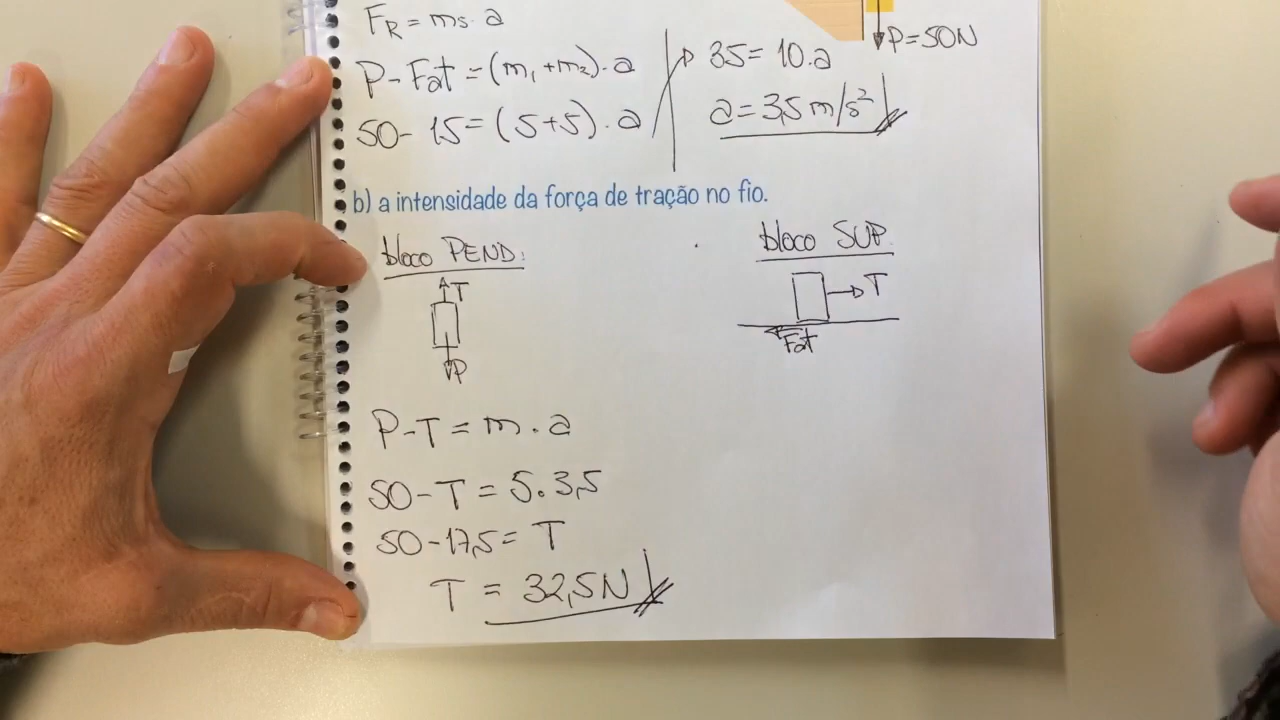 F_R = ms · a
P - Fat = (m₁ + m₂) · a
50 - 15 = (5+5) · a
35 = 10.a
a = 3,5 m/s²
P = 50N
b) a intensidade da força de tração no fio.
bloco PEND:
T
P
P - T = m . a
50 - T = 5 . 3,5
50 - 17,5 = T
T = 32,5N
bloco SUP.
T
Fat